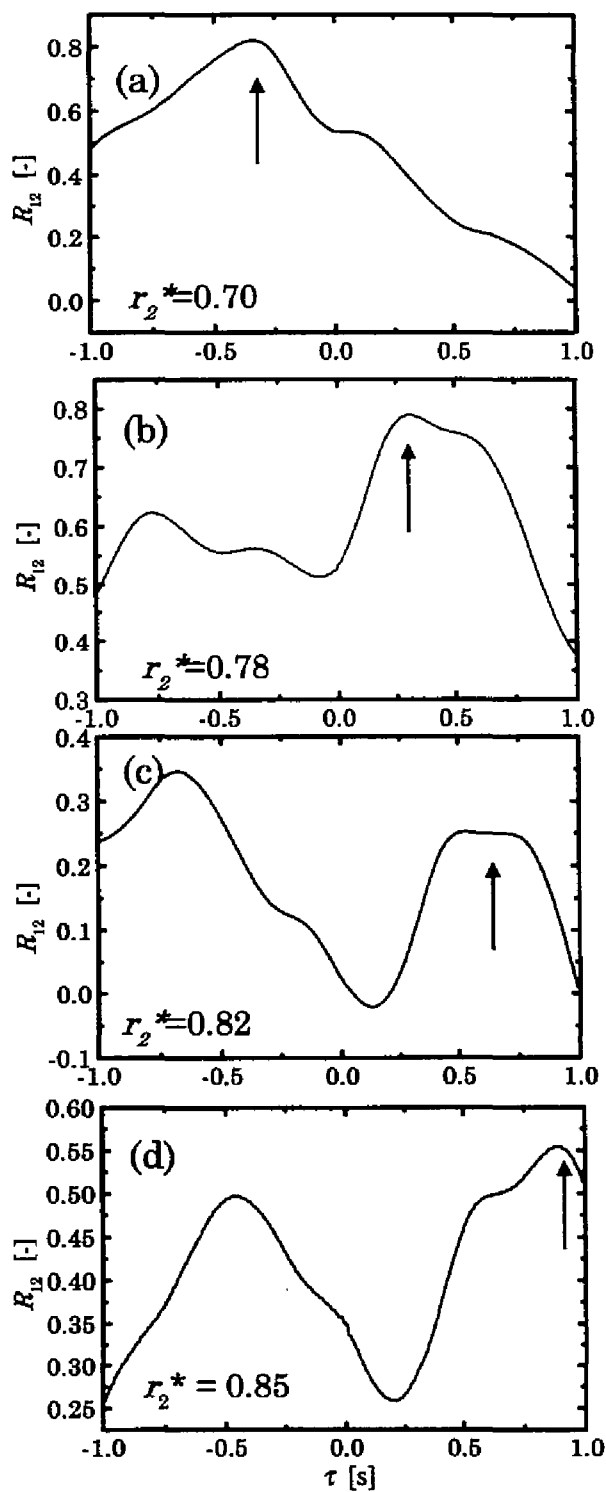 (a)
0.8
0.6
0.4
0.2
0.0
R₁₂ [-]
r₂*=0.70
-1.0 -0.5 0.0 0.5 1.0
(b)
0.8
0.7
0.6
0.5
0.4
0.3
R₁₂ [-]
r₂*=0.78
-1.0 -0.5 0.0 0.5 1.0
(c)
0.4
0.3
0.2
0.1
0.0
-0.1
R₁₂ [-]
r₂*=0.82
-1.0 -0.5 0.0 0.5 1.0
(d)
0.60
0.55
0.50
0.45
0.40
0.35
0.30
0.25
R₁₂ [-]
r₂* = 0.85
-1.0 -0.5 0.0 0.5 1.0
τ [s]